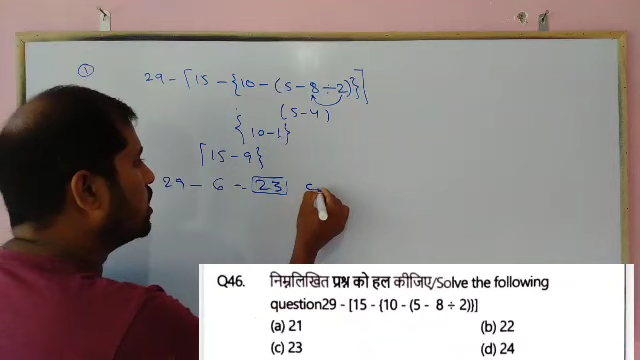 ① 29 - [15 - {10 - (5 - 8 ÷ 2)}]
(5 - 4)
{10 - 1}
[15 - 9}
29 - 6 = 23
Q46. निम्नलिखित प्रश्न को हल कीजिए/Solve the following
question29 - [15 - {10 - (5 - 8 ÷ 2)}]
(a) 21 (b) 22
(c) 23 (d) 24